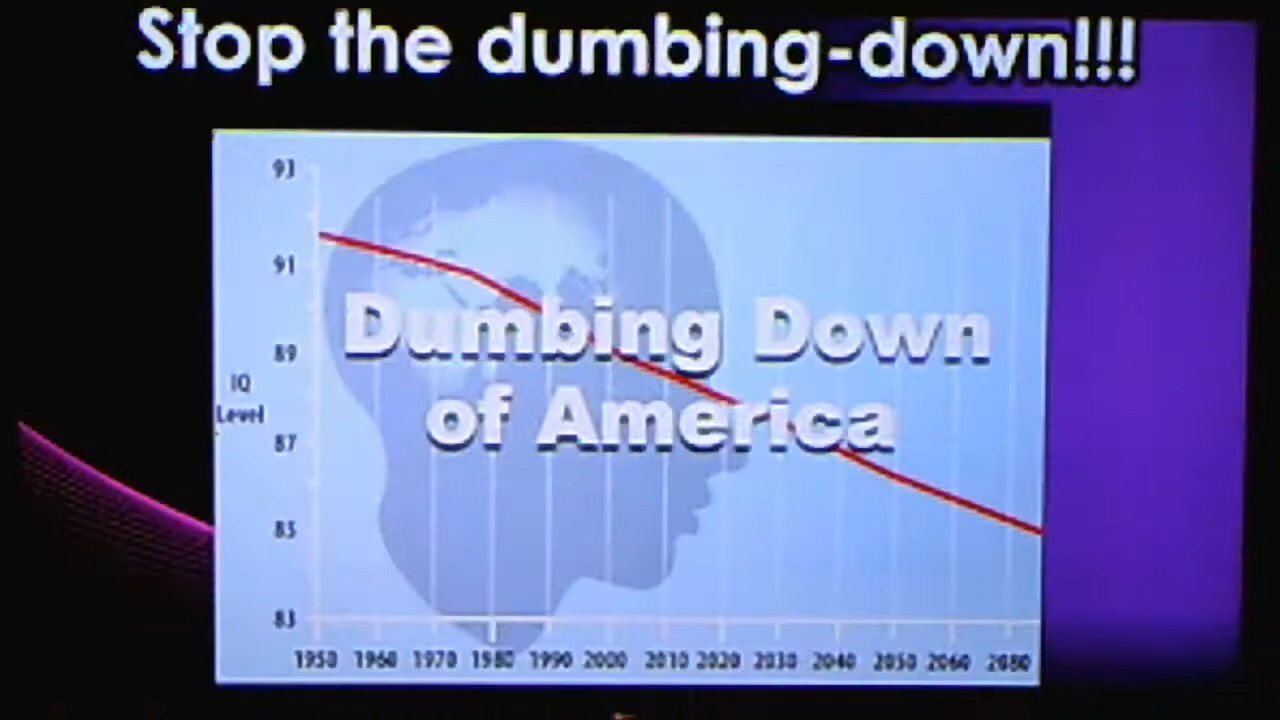 Stop the dumbing-down!!!
93
91
89
87
85
83
IQ
Level
Dumbing Down
of America
1950 1960 1970 1980 1990 2000 2010 2020 2030 2040 2050 2060 2080